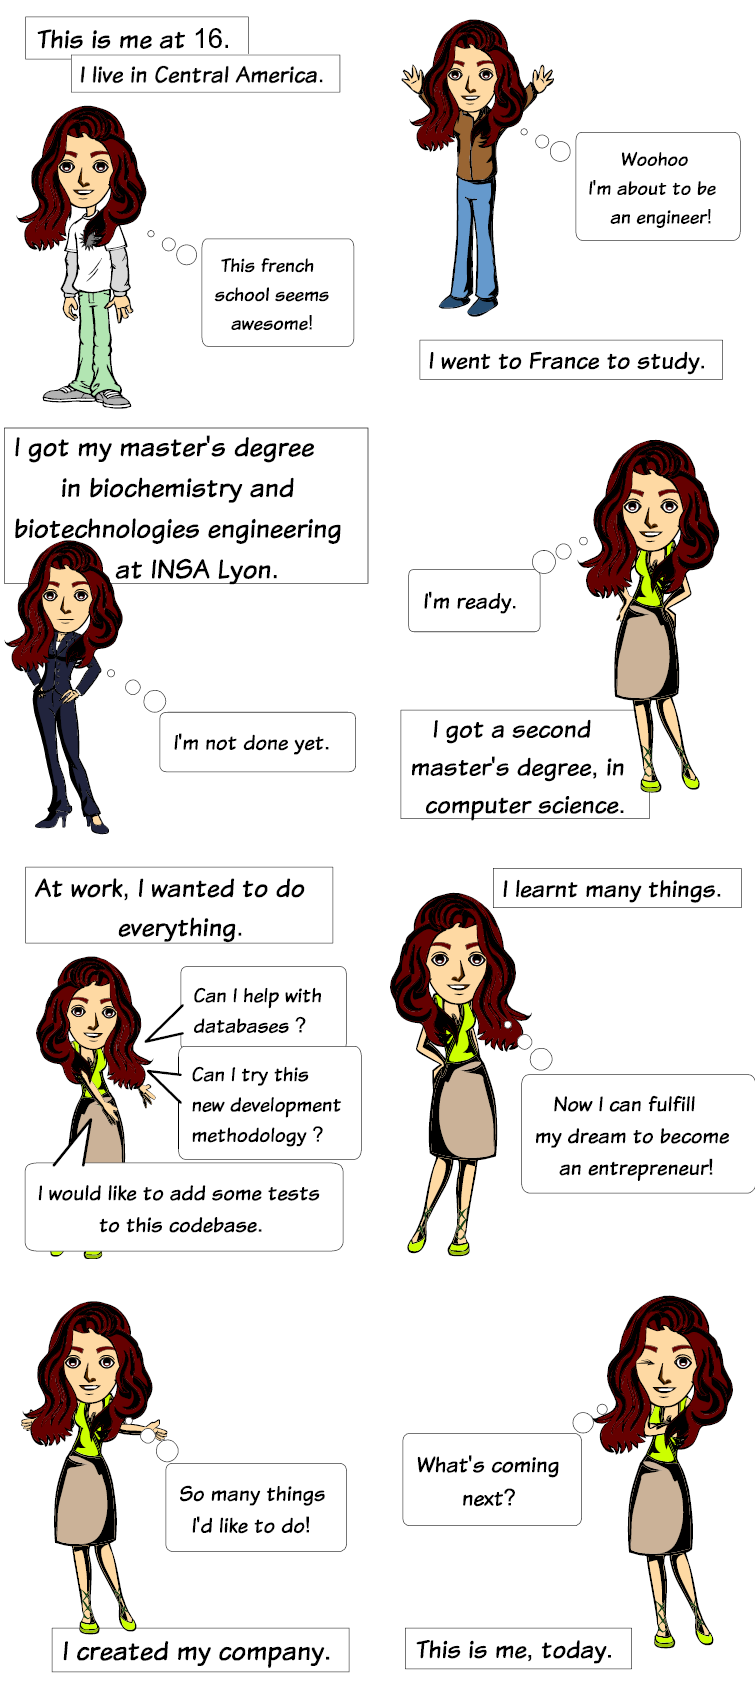 This is me at 16.
I live in Central America.
This french
school seems
awesome!
Woohoo
I'm about to be
an engineer!
I went to France to study.
I got my master's degree
in biochemistry and
biotechnologies engineering
at INSA Lyon.
I'm not done yet.
I'm ready.
I got a second
master's degree, in
computer science.
At work, I wanted to do
everything.
Can I help with
databases ?
Can I try this
new development
methodology ?
I would like to add some tests
to this codebase.
I learnt many things.
Now I can fulfill
my dream to become
an entrepreneur!
So many things
I'd like to do!
I created my company.
What's coming
next?
This is me, today.